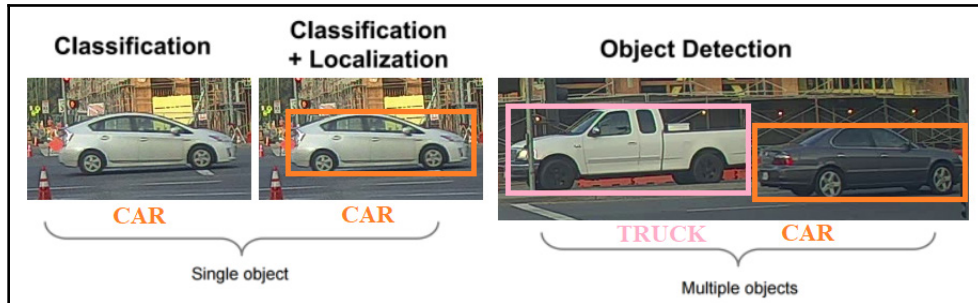 Classification
Classification
+ Localization
Object Detection
CAR
CAR
TRUCK
CAR
Single object
Multiple objects